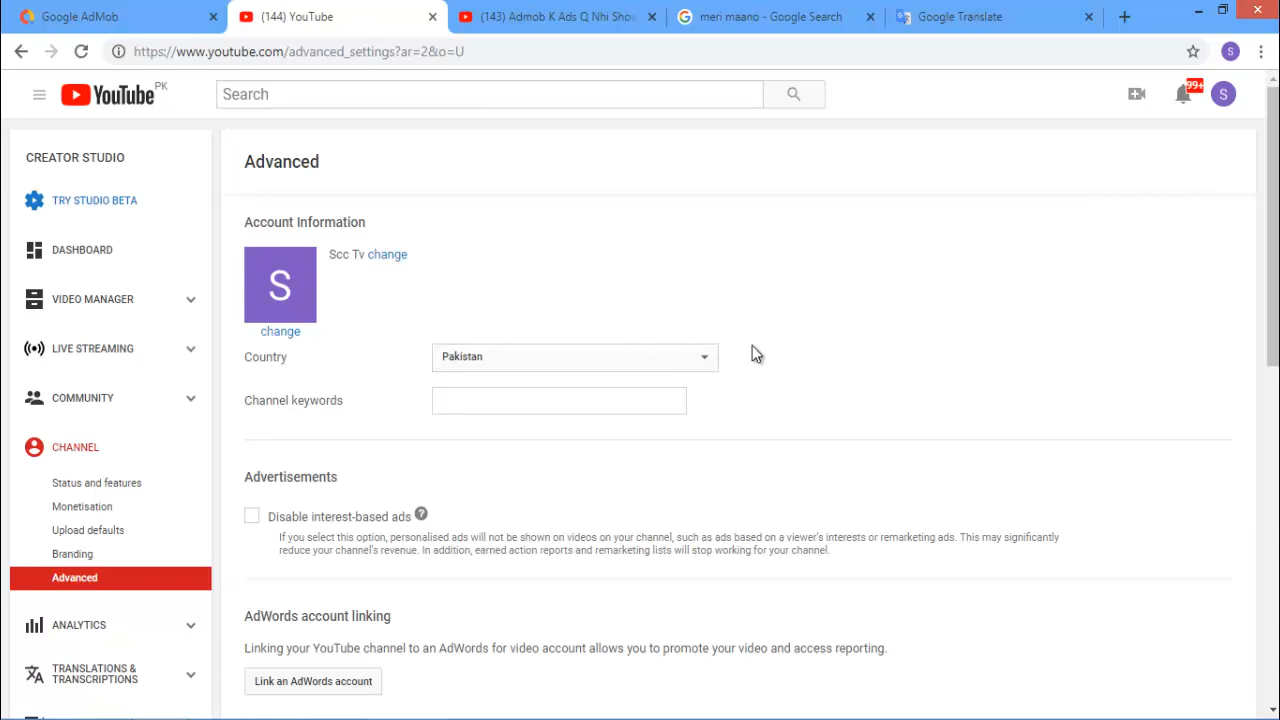 Google AdMob
(144) YouTube
(143) Admob K Ads Q Nhi Show
meri maano - Google Search
Google Translate
https://www.youtube.com/advanced_settings?ar=2&o=U
S
YouTube PK
Search
99+
S
CREATOR STUDIO
TRY STUDIO BETA
DASHBOARD
VIDEO MANAGER
LIVE STREAMING
COMMUNITY
CHANNEL
Status and features
Monetisation
Upload defaults
Branding
Advanced
ANALYTICS
TRANSLATIONS &
TRANSCRIPTIONS
Advanced
Account Information
S
Scc Tv change
change
Country
Pakistan
Channel keywords
Advertisements
Disable interest-based ads ?
If you select this option, personalised ads will not be shown on videos on your channel, such as ads based on a viewer's interests or remarketing ads. This may significantly
reduce your channel's revenue. In addition, earned action reports and remarketing lists will stop working for your channel.
AdWords account linking
Linking your YouTube channel to an AdWords for video account allows you to promote your video and access reporting.
Link an AdWords account